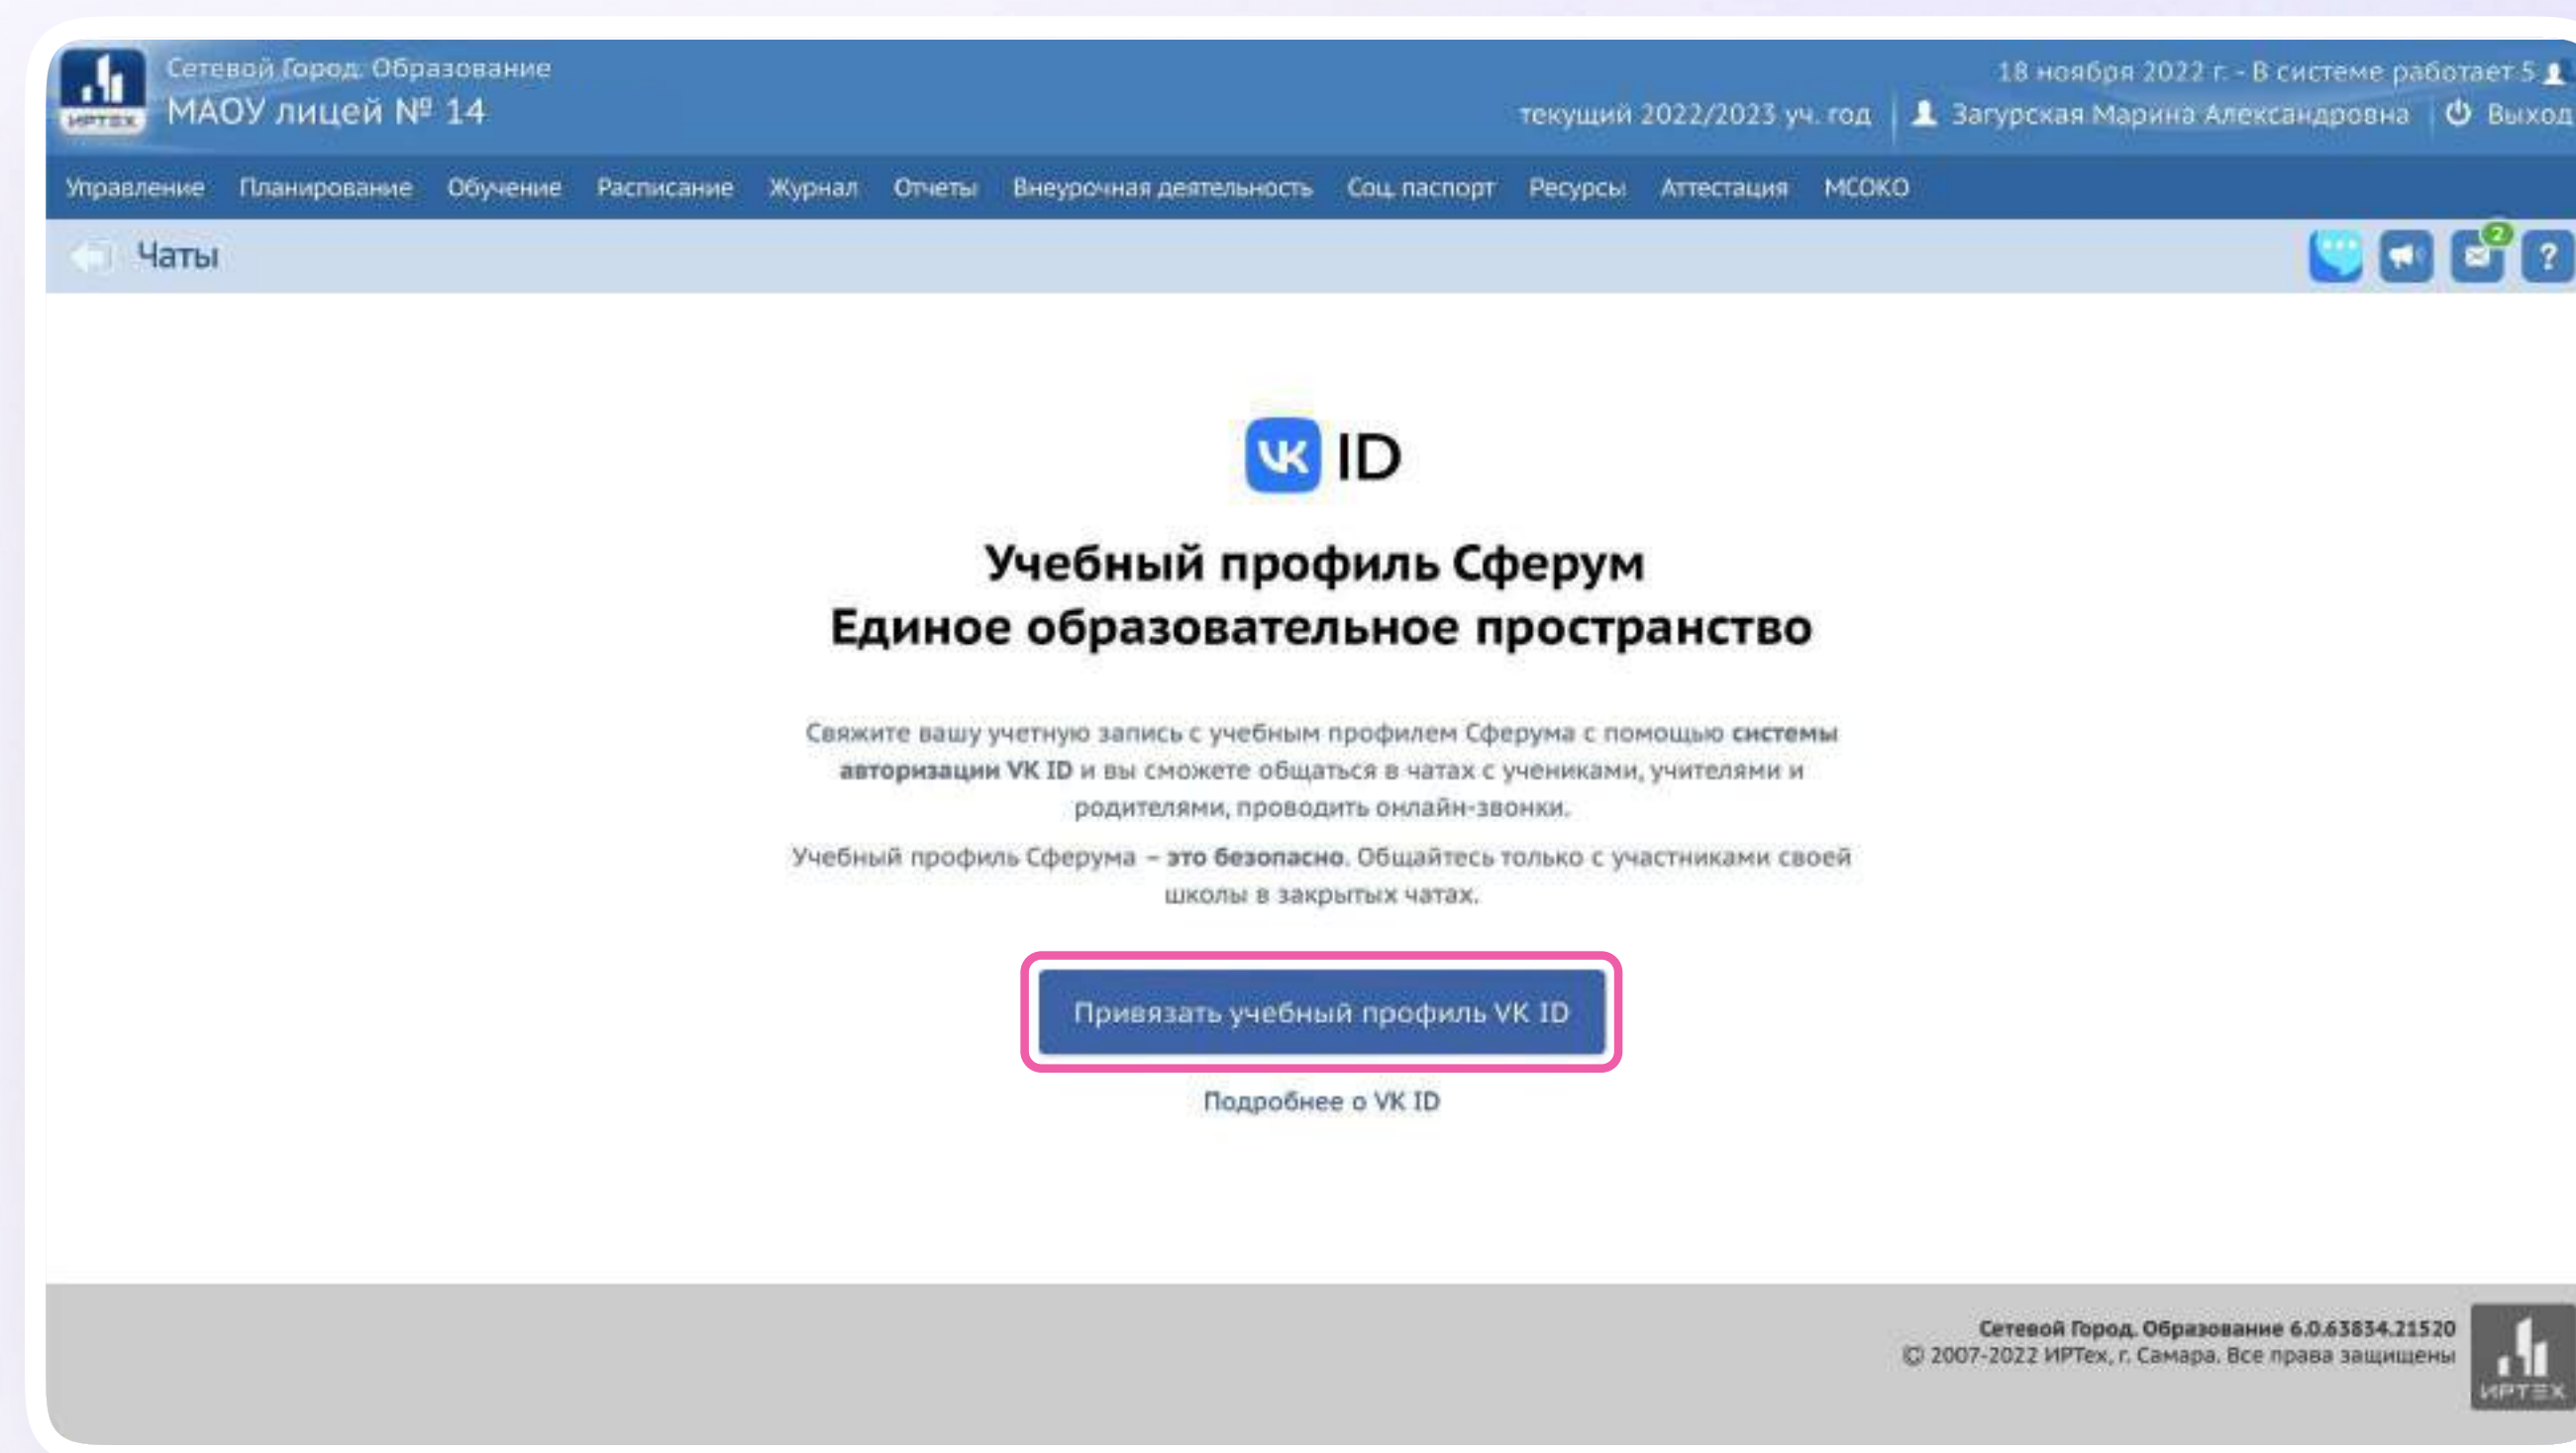 Сетевой Город. Образование
МАОУ лицей № 14
ИРТЕХ
18 ноября 2022 г. - В системе работает 5
текущий 2022/2023 уч. год
Загурская Марина Александровна
Выход
Управление Планирование Обучение Расписание Журнал Отчеты Внеурочная деятельность Соц. паспорт Ресурсы Аттестация МСОКО
Чаты
2
?
VK ID
Учебный профиль Сферум
Единое образовательное пространство
Свяжите вашу учетную запись с учебным профилем Сферума с помощью системы
авторизации VK ID и вы сможете общаться в чатах с учениками, учителями и
родителями, проводить онлайн-звонки.
Учебный профиль Сферума – это безопасно. Общайтесь только с участниками своей
школы в закрытых чатах.
Привязать учебный профиль VK ID
Подробнее о VK ID
Сетевой Город. Образование 6.0.63834.21520
© 2007-2022 ИРТех, г. Самара. Все права защищены
ИРТЕХ